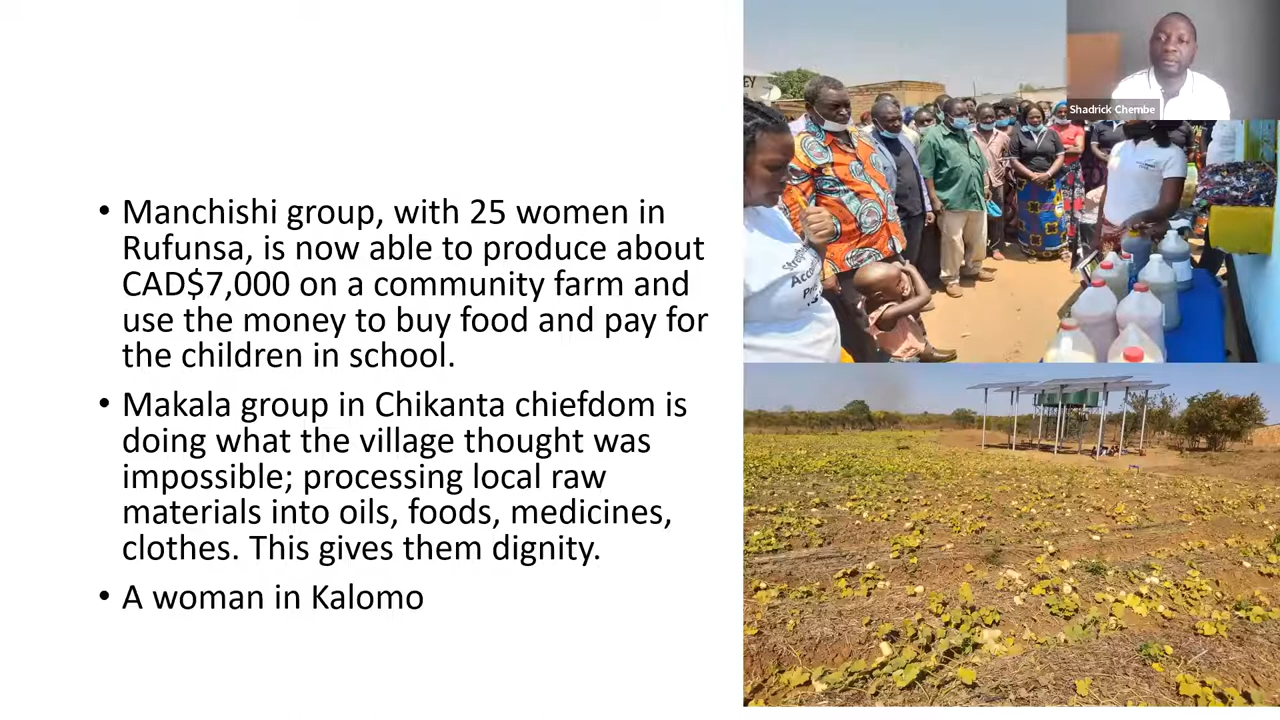 • Manchishi group, with 25 women in
Rufunsa, is now able to produce about
CAD$7,000 on a community farm and
use the money to buy food and pay for
the children in school.
• Makala group in Chikanta chiefdom is
doing what the village thought was
impossible; processing local raw
materials into oils, foods, medicines,
clothes. This gives them dignity.
• A woman in Kalomo
Shadrick Chembe
EY